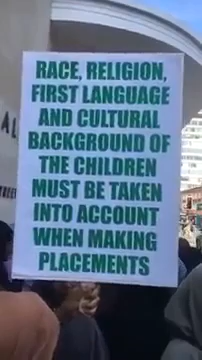 RACE, RELIGION,
FIRST LANGUAGE
AND CULTURAL
BACKGROUND OF
THE CHILDREN
MUST BE TAKEN
INTO ACCOUNT
WHEN MAKING
PLACEMENTS